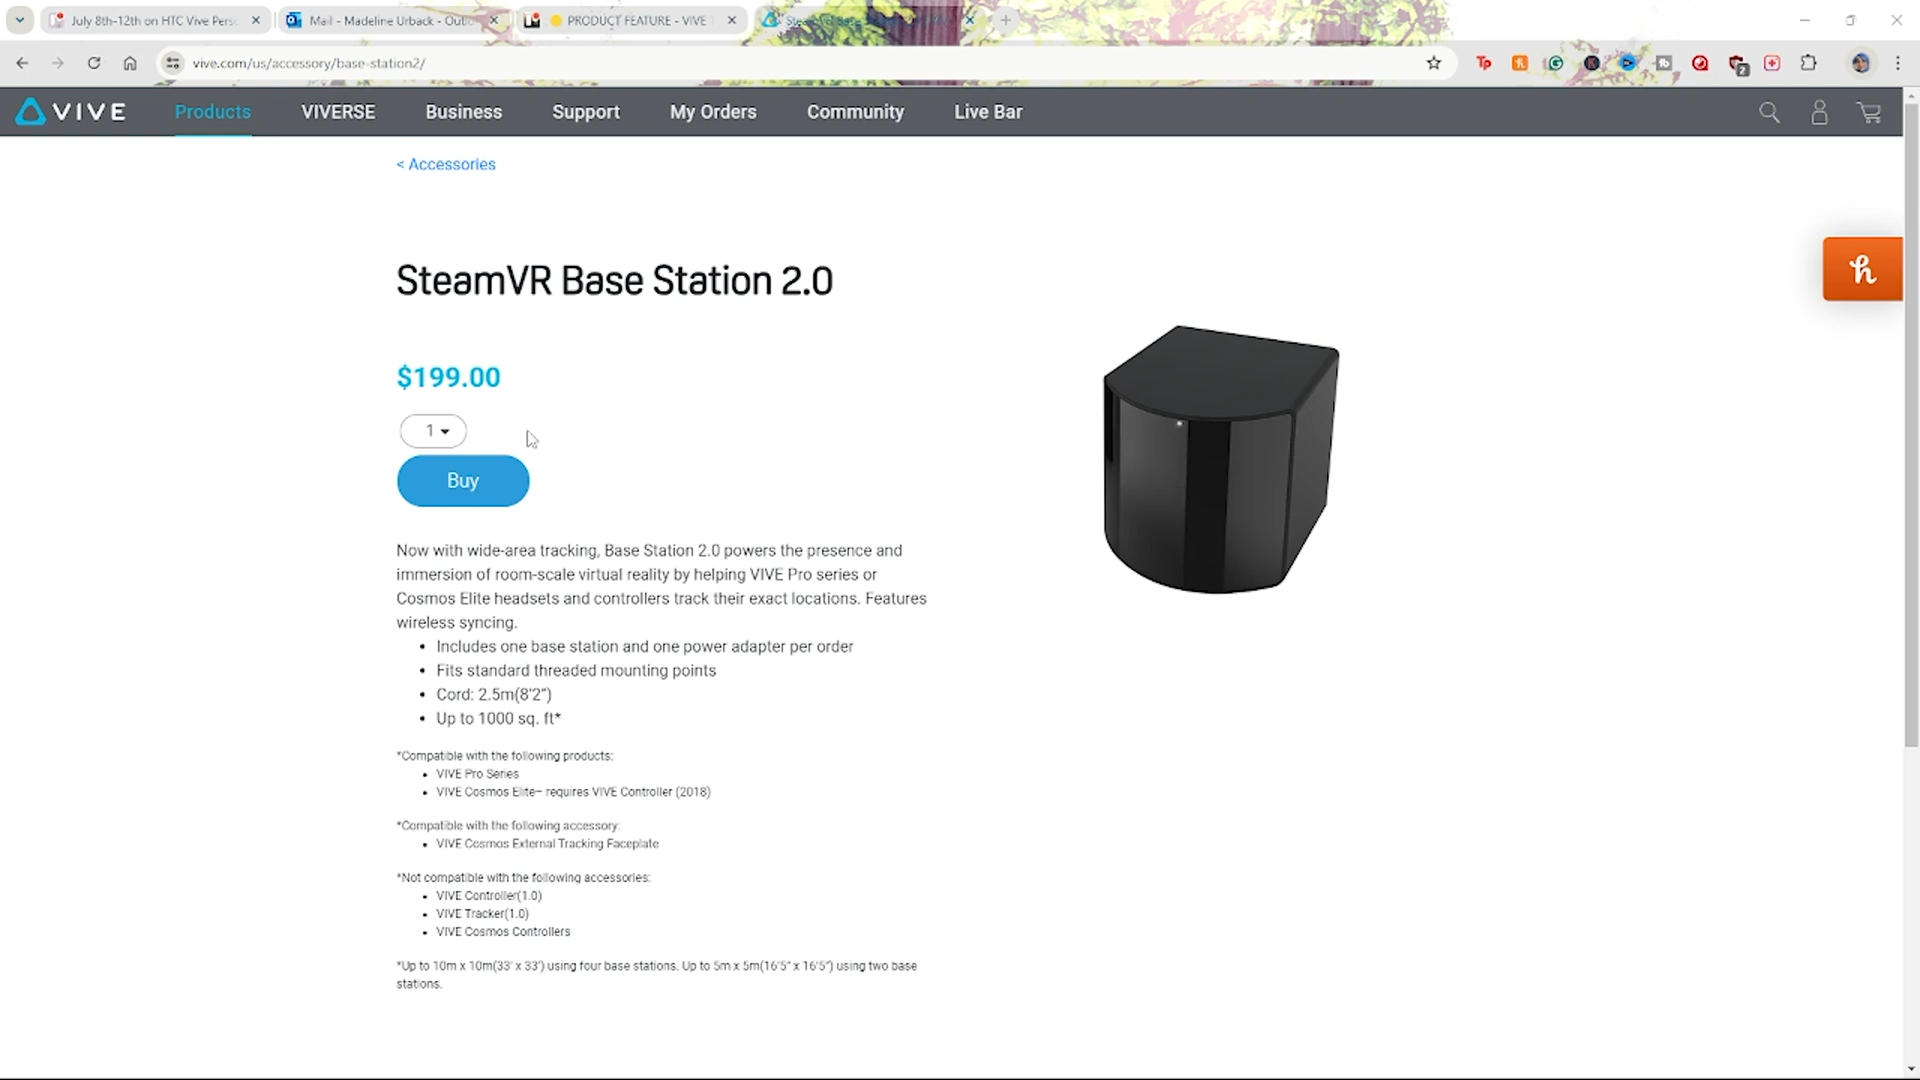 July 8th-12th on HTC Vive Pers
Mail - Madeline Urback - Outl
PRODUCT FEATURE - VIVE
SteamVR Base
vive.com/us/accessory/base-station2/
VIVE
Products
VIVERSE
Business
Support
My Orders
Community
Live Bar
< Accessories
SteamVR Base Station 2.0
$199.00
1
Buy
Now with wide-area tracking, Base Station 2.0 powers the presence and
immersion of room-scale virtual reality by helping VIVE Pro series or
Cosmos Elite headsets and controllers track their exact locations. Features
wireless syncing.
• Includes one base station and one power adapter per order
• Fits standard threaded mounting points
• Cord: 2.5m(8'2")
• Up to 1000 sq. ft*
*Compatible with the following products:
• VIVE Pro Series
• VIVE Cosmos Elite– requires VIVE Controller (2018)
*Compatible with the following accessory:
• VIVE Cosmos External Tracking Faceplate
*Not compatible with the following accessories:
• VIVE Controller(1.0)
• VIVE Tracker(1.0)
• VIVE Cosmos Controllers
*Up to 10m x 10m(33' x 33') using four base stations. Up to 5m x 5m(16'5" x 16'5") using two base
stations.